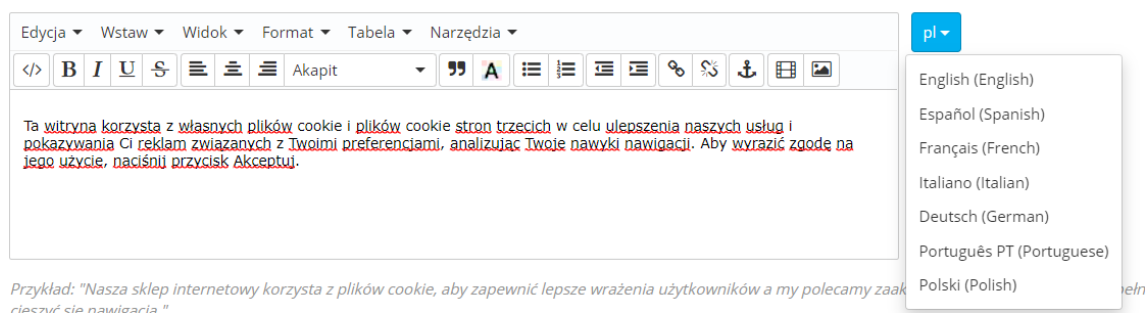 Edycja Wstaw Widok Format Tabela Narzędzia
pl
</> B I U S Akapit A
English (English)
Español (Spanish)
Français (French)
Italiano (Italian)
Deutsch (German)
Português PT (Portuguese)
Polski (Polish)
Ta witryna korzysta z własnych plików cookie i plików cookie stron trzecich w celu ulepszenia naszych usług i
pokazywania Ci reklam związanych z Twoimi preferencjami, analizując Twoje nawyki nawigacji. Aby wyrazić zgodę na
jego użycie, naciśnij przycisk Akceptuj.
Przykład: "Nasza sklep internetowy korzysta z plików cookie, aby zapewnić lepsze wrażenia użytkowników a my polecamy
cieszyć się nawigacją."